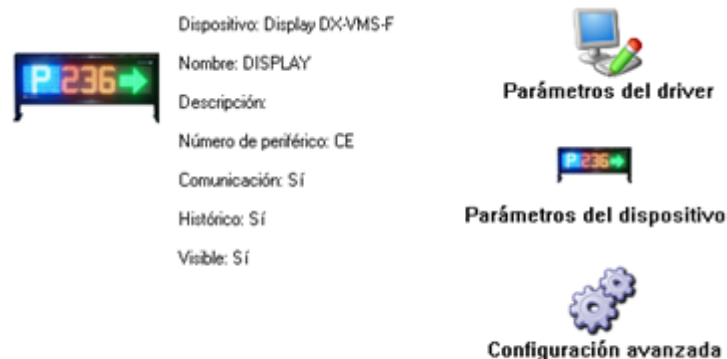 P 236 →
Dispositivo: Display DX-VMS-F
Nombre: DISPLAY
Descripción:
Número de periférico: CE
Comunicación: Sí
Histórico: Sí
Visible: Sí
Parámetros del driver
P 236 →
Parámetros del dispositivo
Configuración avanzada